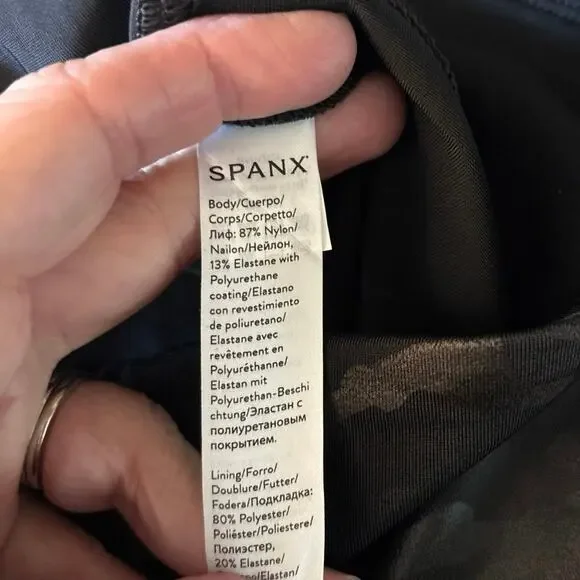 SPANX
Body/Cuerpo/
Corps/Corpetto/
Лиф: 87% Nylon/
Nailon/Нейлон,
13% Elastane with
Polyurethane
coating/Elastano
con revestimiento
de poliuretano/
Elastane avec
revêtement en
Polyuréthanne/
Elastan mit
Polyurethan-Beschi
chtung/Эластан с
полиуретановым
покрытием.
Lining/Forro/
Doublure/Futter/
Fodera/Подкладка:
80% Polyester/
Poliéster/Poliestere/
Полиэстер,
20% Elastane/
Elastan/